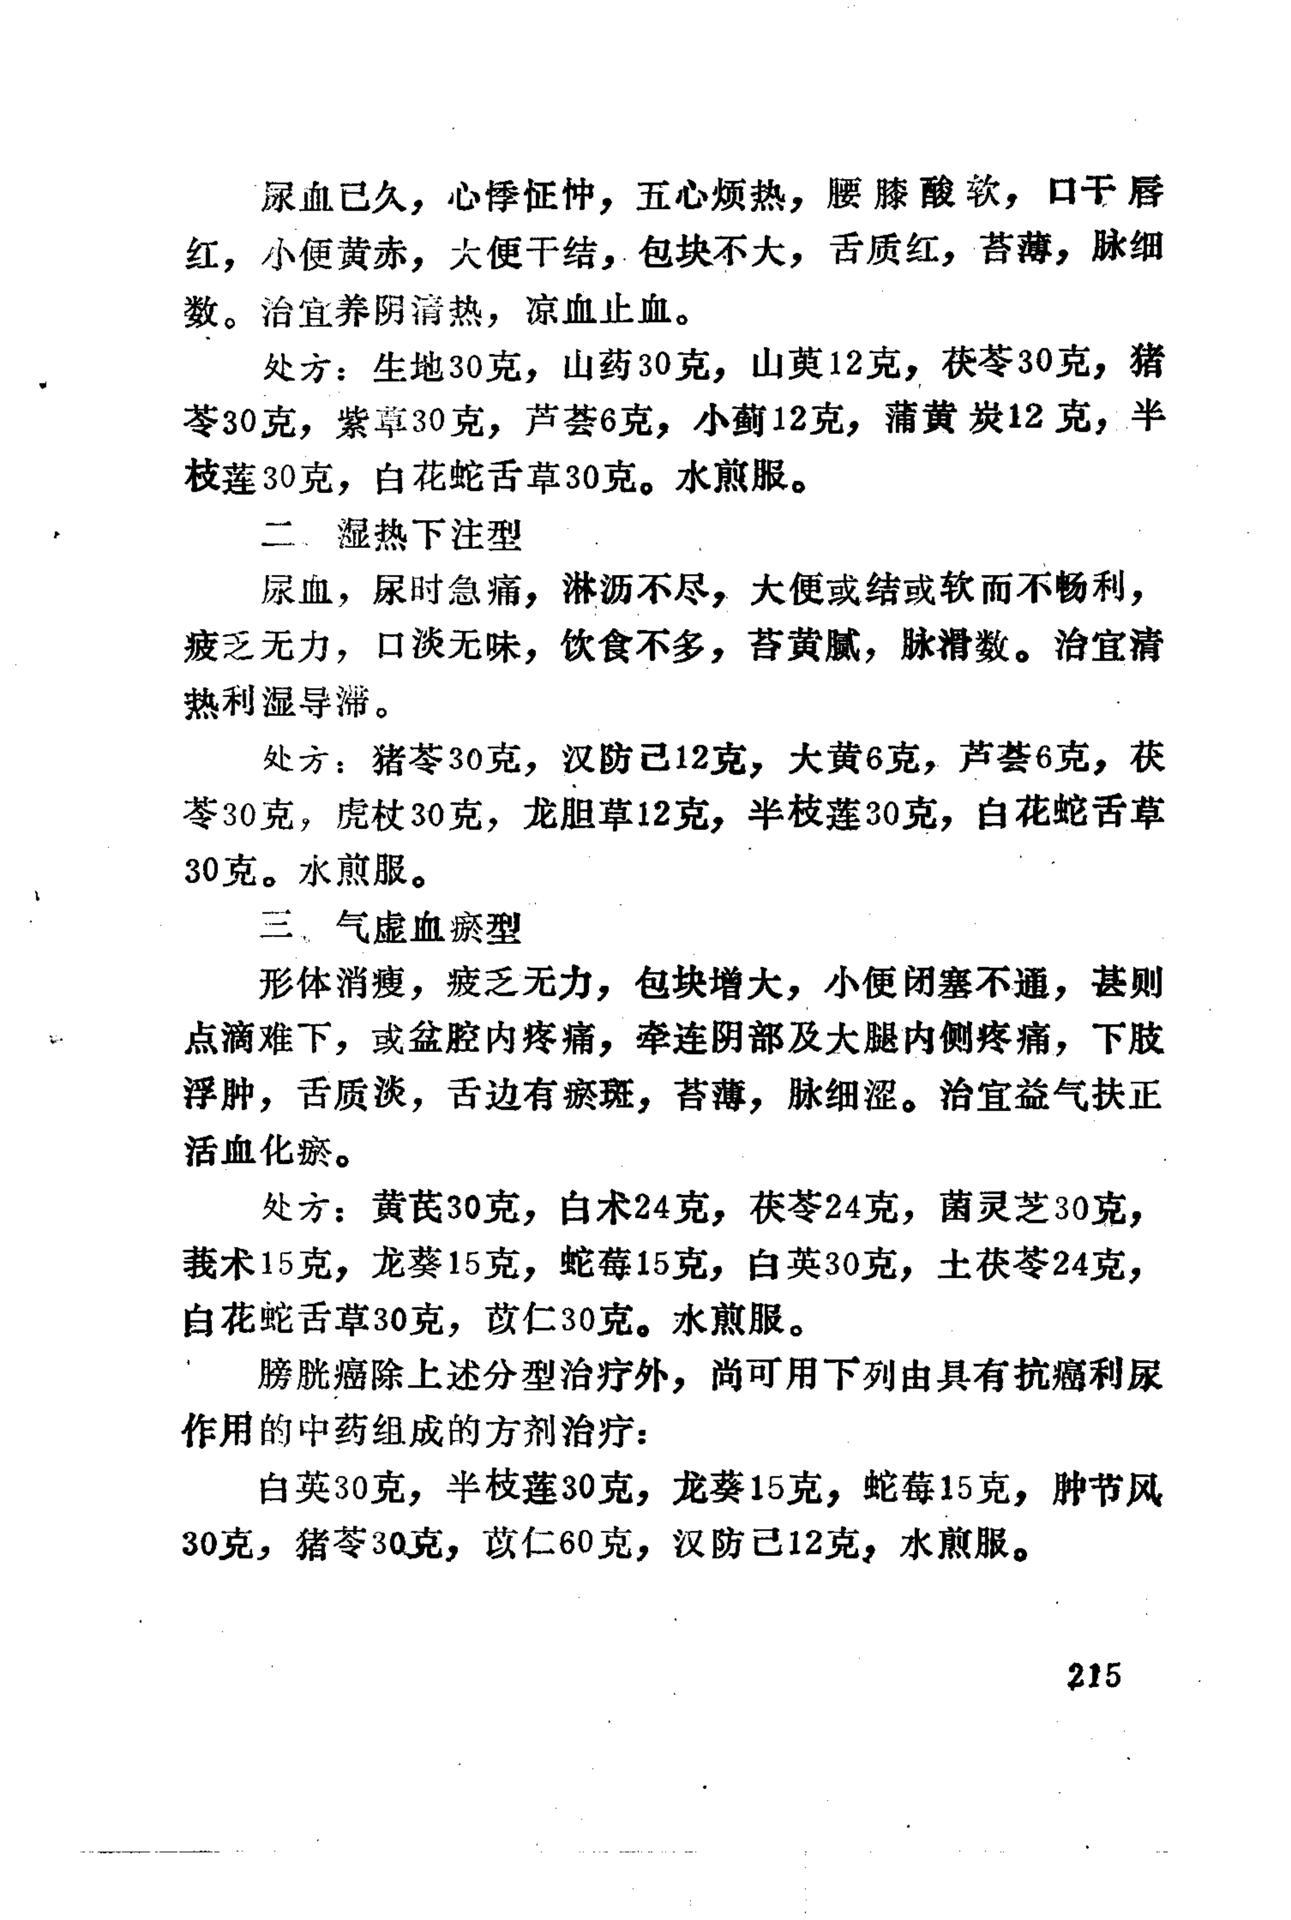 尿血已久，心悸怔忡，五心烦热，腰膝酸软，口干唇
红，小便黄赤，大便干结，包块不大，舌质红，苔薄，脉细
数。治宜养阴清热，凉血止血。
处方：生地30克，山药30克，山萸12克，茯苓30克，猪
苓30克，紫草30克，芦荟6克，小蓟12克，蒲黄炭12克，半
枝莲30克，白花蛇舌草30克。水煎服。
二、湿热下注型
尿血，尿时急痛，淋沥不尽，大便或结或软而不畅利，
疲乏无力，口淡无味，饮食不多，苔黄腻，脉滑数。治宜清
热利湿导滞。
处方：猪苓30克，汉防己12克，大黄6克，芦荟6克，茯
苓30克，虎杖30克，龙胆草12克，半枝莲30克，白花蛇舌草
30克。水煎服。
三、气虚血瘀型
形体消瘦，疲乏无力，包块增大，小便闭塞不通，甚则
点滴难下，或盆腔内疼痛，牵连阴部及大腿内侧疼痛，下肢
浮肿，舌质淡，舌边有瘀斑，苔薄，脉细涩。治宜益气扶正
活血化瘀。
处方：黄芪30克，白术24克，茯苓24克，菌灵芝30克，
莪术15克，龙葵15克，蛇莓15克，白英30克，土茯苓24克，
白花蛇舌草30克，苡仁30克。水煎服。
膀胱癌除上述分型治疗外，尚可用下列由具有抗癌利尿
作用的中药组成的方剂治疗：
白英30克，半枝莲30克，龙葵15克，蛇莓15克，肿节风
30克，猪苓30克，苡仁60克，汉防己12克，水煎服。
215